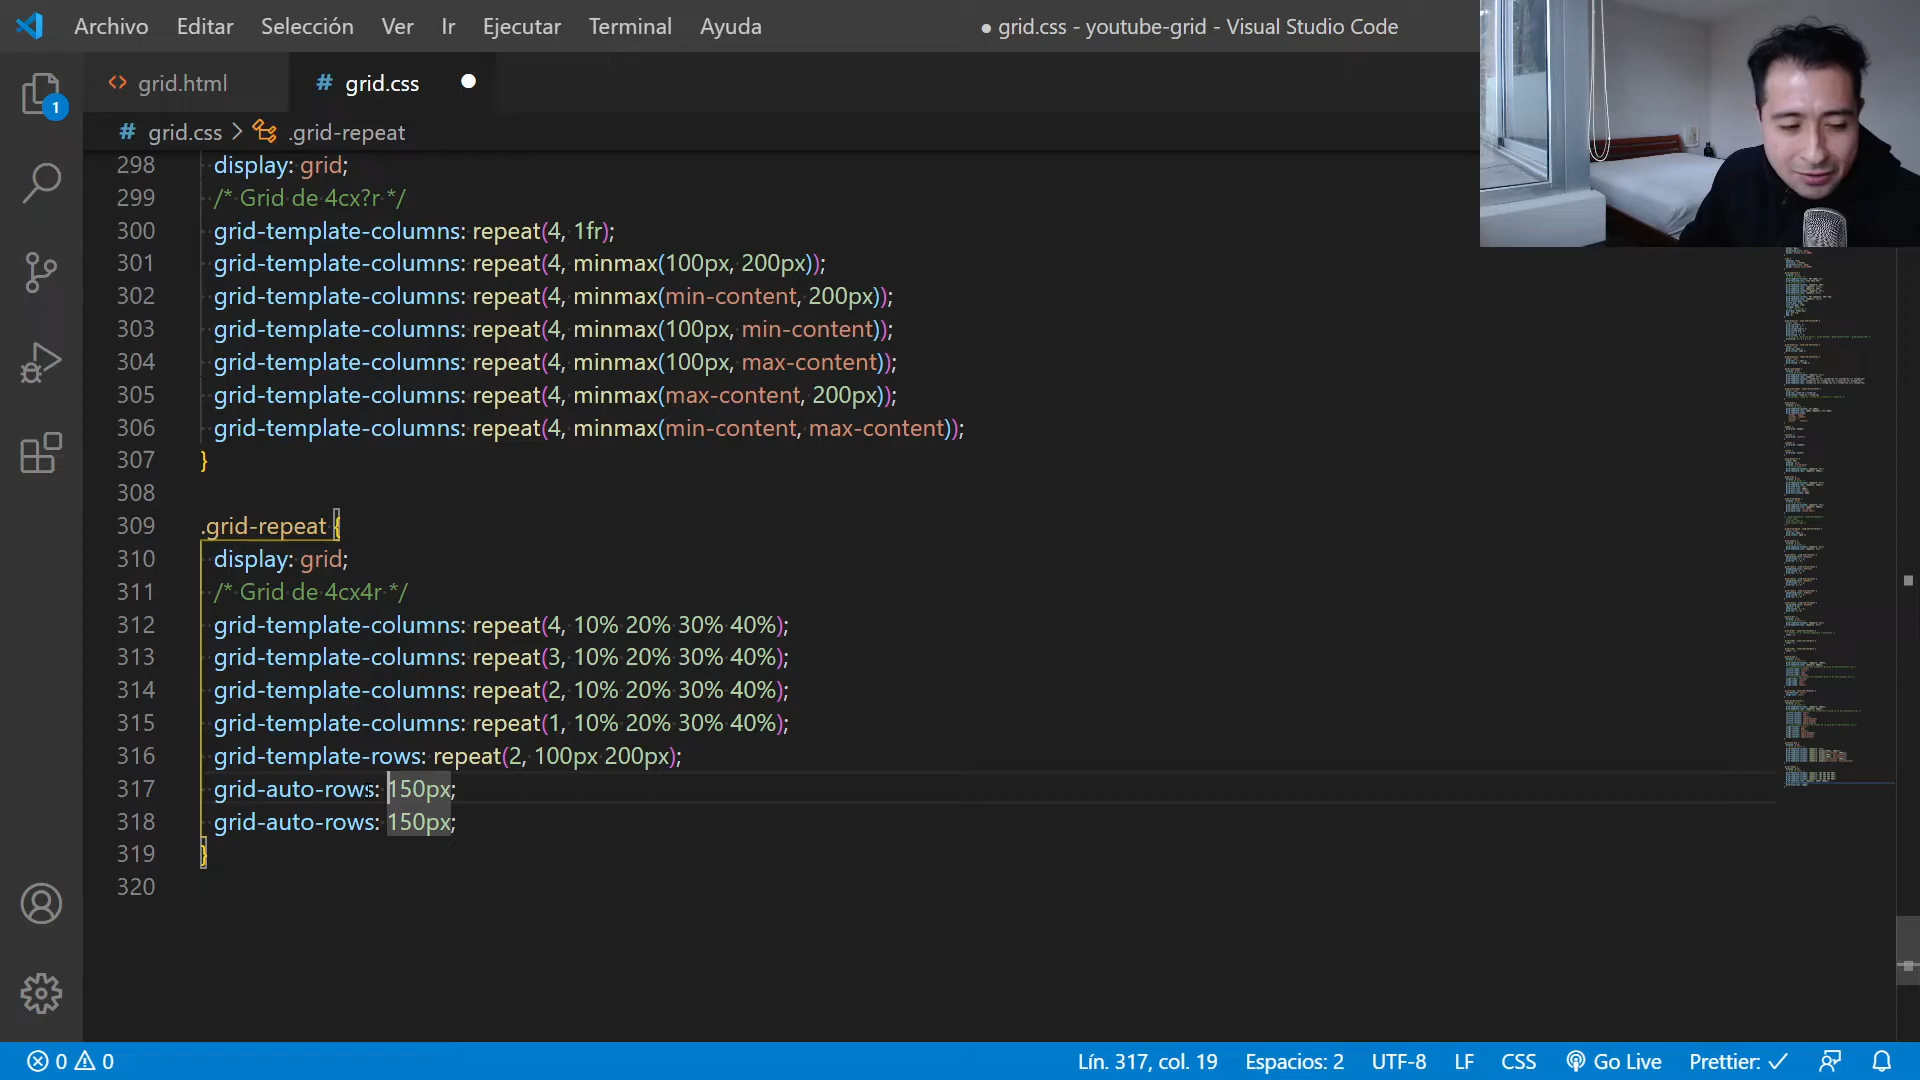 Archivo Editar Selección Ver Ir Ejecutar Terminal Ayuda ● grid.css - youtube-grid - Visual Studio Code
<> grid.html # grid.css ●
1
# grid.css > .grid-repeat
298 display: grid;
299 /* Grid de 4cx?r */
300 grid-template-columns: repeat(4, 1fr);
301 grid-template-columns: repeat(4, minmax(100px, 200px));
302 grid-template-columns: repeat(4, minmax(min-content, 200px));
303 grid-template-columns: repeat(4, minmax(100px, min-content));
304 grid-template-columns: repeat(4, minmax(100px, max-content));
305 grid-template-columns: repeat(4, minmax(max-content, 200px));
306 grid-template-columns: repeat(4, minmax(min-content, max-content));
307 }
308
309 .grid-repeat {
310 display: grid;
311 /* Grid de 4cx4r */
312 grid-template-columns: repeat(4, 10% 20% 30% 40%);
313 grid-template-columns: repeat(3, 10% 20% 30% 40%);
314 grid-template-columns: repeat(2, 10% 20% 30% 40%);
315 grid-template-columns: repeat(1, 10% 20% 30% 40%);
316 grid-template-rows: repeat(2, 100px 200px);
317 grid-auto-rows: 150px;
318 grid-auto-rows: 150px;
319 }
320
0 0 Lín. 317, col. 19 Espacios: 2 UTF-8 LF CSS Go Live Prettier: ✓